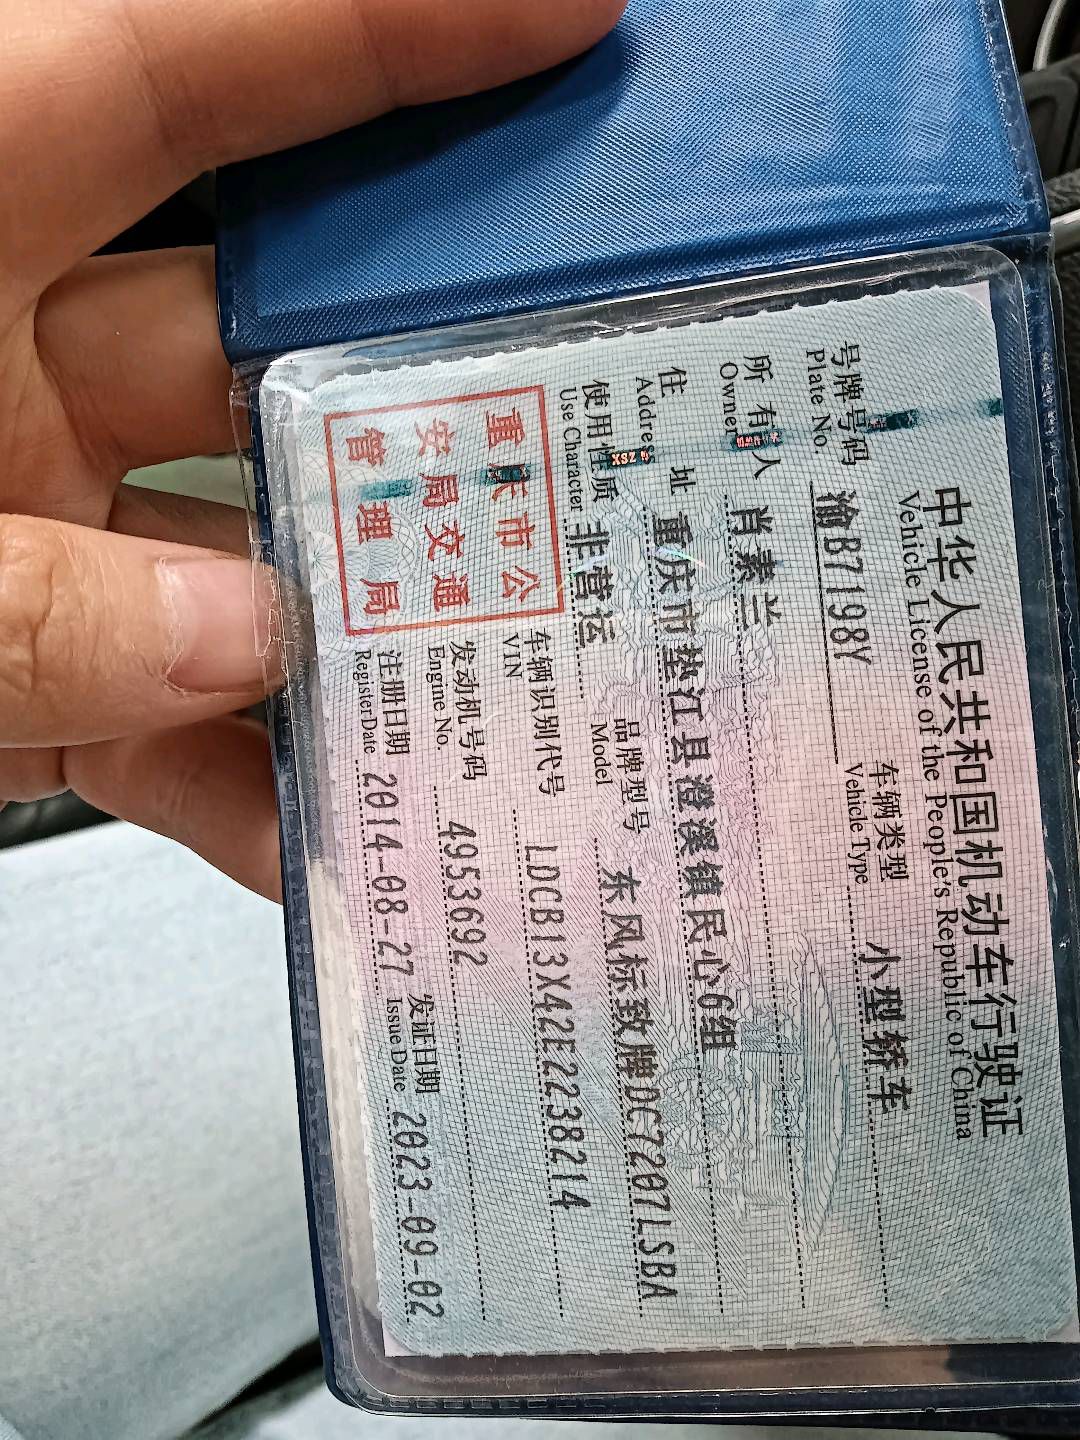 中华人民共和国机动车行驶证
Vehicle License of the People's Republic of China
号牌号码 渝B7198Y 车辆类型 小型轿车
Plate No. Vehicle Type
所有人 肖素兰
Owner
住址 重庆市垫江县澄溪镇民心6组
Address
使用性质 非营运 品牌型号 东风标致牌DC7207LSBA
Use Character Model
重庆市公
安局交通
管理局
车辆识别代号 LDCB13X42E2238214
VIN
发动机号码 4953692
Engine No.
注册日期 2014-08-27 发证日期 2023-09-02
Register Date Issue Date